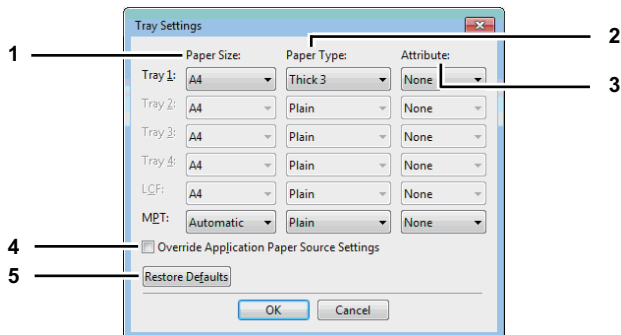 Tray Settings
1 Paper Size: Paper Type: 2 Attribute:
Tray 1: A4 Thick 3 None 3
Tray 2: A4 Plain None
Tray 3: A4 Plain None
Tray 4: A4 Plain None
LCF: A4 Plain None
MPT: Automatic Plain None
4 Override Application Paper Source Settings
5 Restore Defaults
OK Cancel